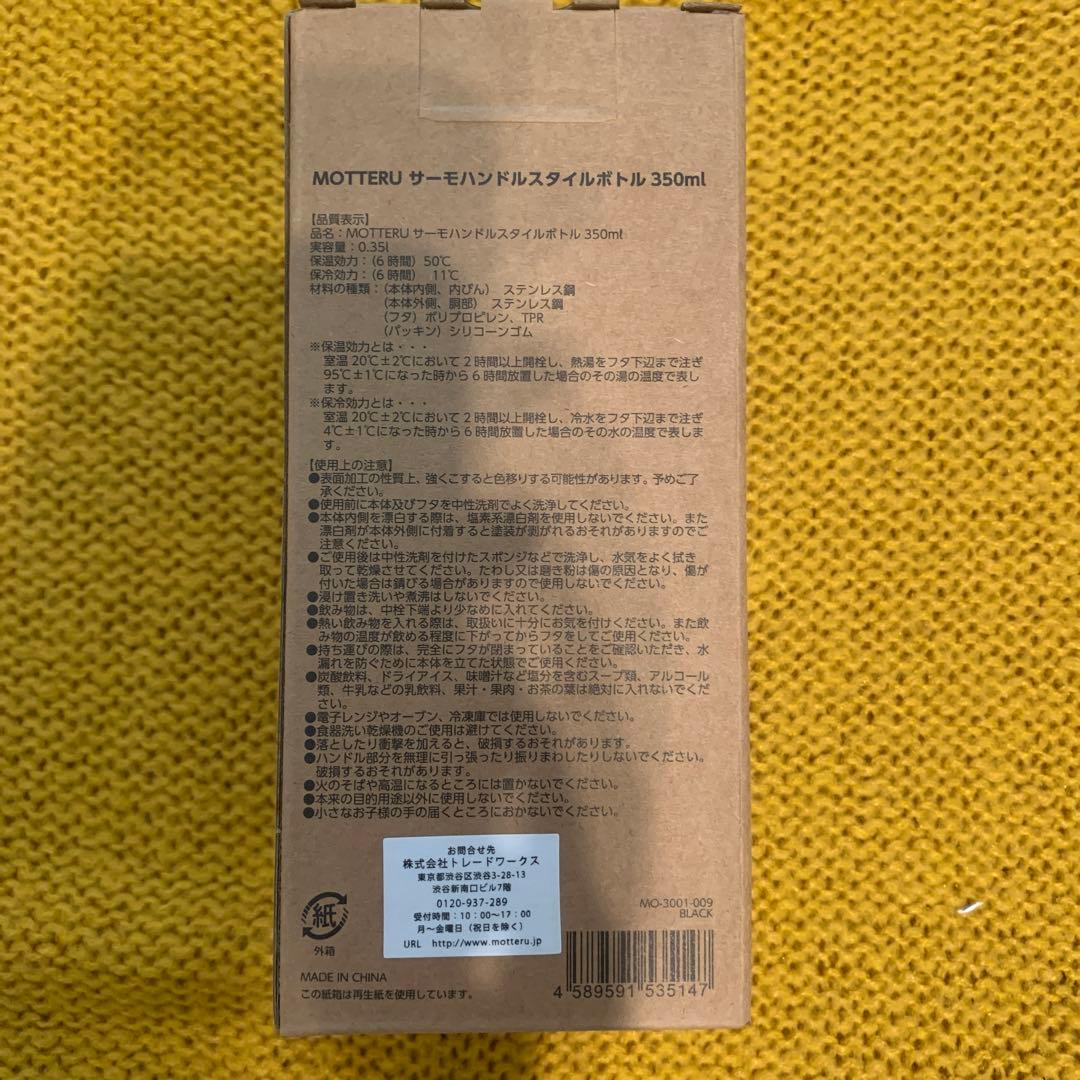 MOTTERU サーモハンドルスタイルボトル 350ml
【品質表示】
品名：MOTTERU サーモハンドルスタイルボトル 350ml
実容量：0.35l
保温効力：（6 時間） 50℃
保冷効力：（6 時間） 11℃
材料の種類：（本体内側、内びん） ステンレス鋼
（本体外側、胴部） ステンレス鋼
（フタ）ポリプロピレン、TPR
（パッキン）シリコーンゴム
※保温効力とは・・・
室温 20℃±2℃において 2 時間以上開栓し、熱湯をフタ下辺まで注ぎ
95℃±1℃になった時から 6 時間放置した場合のその湯の温度で表し
ます。
※保冷効力とは・・・
室温 20℃±2℃において 2 時間以上開栓し、冷水をフタ下辺まで注ぎ
4℃±1℃になった時から 6 時間放置した場合のその水の温度で表しま
す。
【使用上の注意】
●表面加工の性質上、強くこすると色移りする可能性があります。予めご了
承ください。
●使用前に本体及びフタを中性洗剤でよく洗浄してください。
●本体内側を漂白する際は、塩素系漂白剤を使用しないでください。また
漂白剤が本体外側に付着すると塗装が剥がれるおそれがありますのでご
注意ください。
●ご使用後は中性洗剤を付けたスポンジなどで洗浄し、水気をよく拭き
取って乾燥させてください。たわし又は磨き粉は傷の原因となり、傷が
付いた場合は錆びる場合がありますので使用しないでください。
●浸け置き洗いや煮沸はしないでください。
●飲み物は、中栓下端より少なめに入れてください。
●熱い飲み物を入れる際は、取扱いに十分にお気を付けください。また飲
み物の温度が飲める程度に下がってからフタをしてご使用ください。
●持ち運びの際は、完全にフタが閉まっていることをご確認いただき、水
漏れを防ぐために本体を立てた状態でご使用ください。
●炭酸飲料、ドライアイス、味噌汁など塩分を含むスープ類、アルコール
類、牛乳などの乳飲料、果汁・果肉・お茶の葉は絶対に入れないでくだ
さい。
●電子レンジやオーブン、冷凍庫では使用しないでください。
●食器洗い乾燥機のご使用は避けてください。
●落としたり衝撃を加えると、破損するおそれがあります。
●ハンドル部分を無理に引っ張ったり振りまわしたりしないでください。
破損するおそれがあります。
●火のそばや高温になるところには置かないでください。
●本来の目的用途以外に使用しないでください。
●小さなお子様の手の届くところにおかないでください。
お問合せ先
株式会社トレードワークス
東京都渋谷区渋谷3-28-13
渋谷新南口ビル7階
0120-937-289
受付時間：10：00～17：00
月～金曜日（祝日を除く）
URL http://www.motteru.jp
紙
外箱
MO-3001-009
BLACK
MADE IN CHINA
この紙箱は再生紙を使用しています。
4 589591 535147